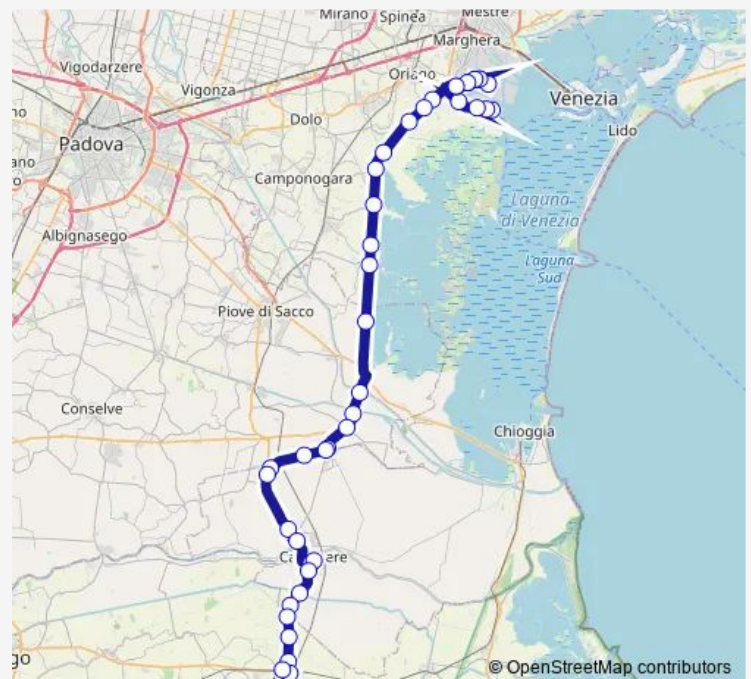 Mirano
Spinea
Mestre
Marghera
Vigodarzere
Vigonza
Oriago
Dolo
Venezia
Padova
Lido
Camponogara
Albignasego
Laguna
di Venezia
Laguna
Sud
Piove di Sacco
Conselve
Chioggia
© OpenStreetMap contributors